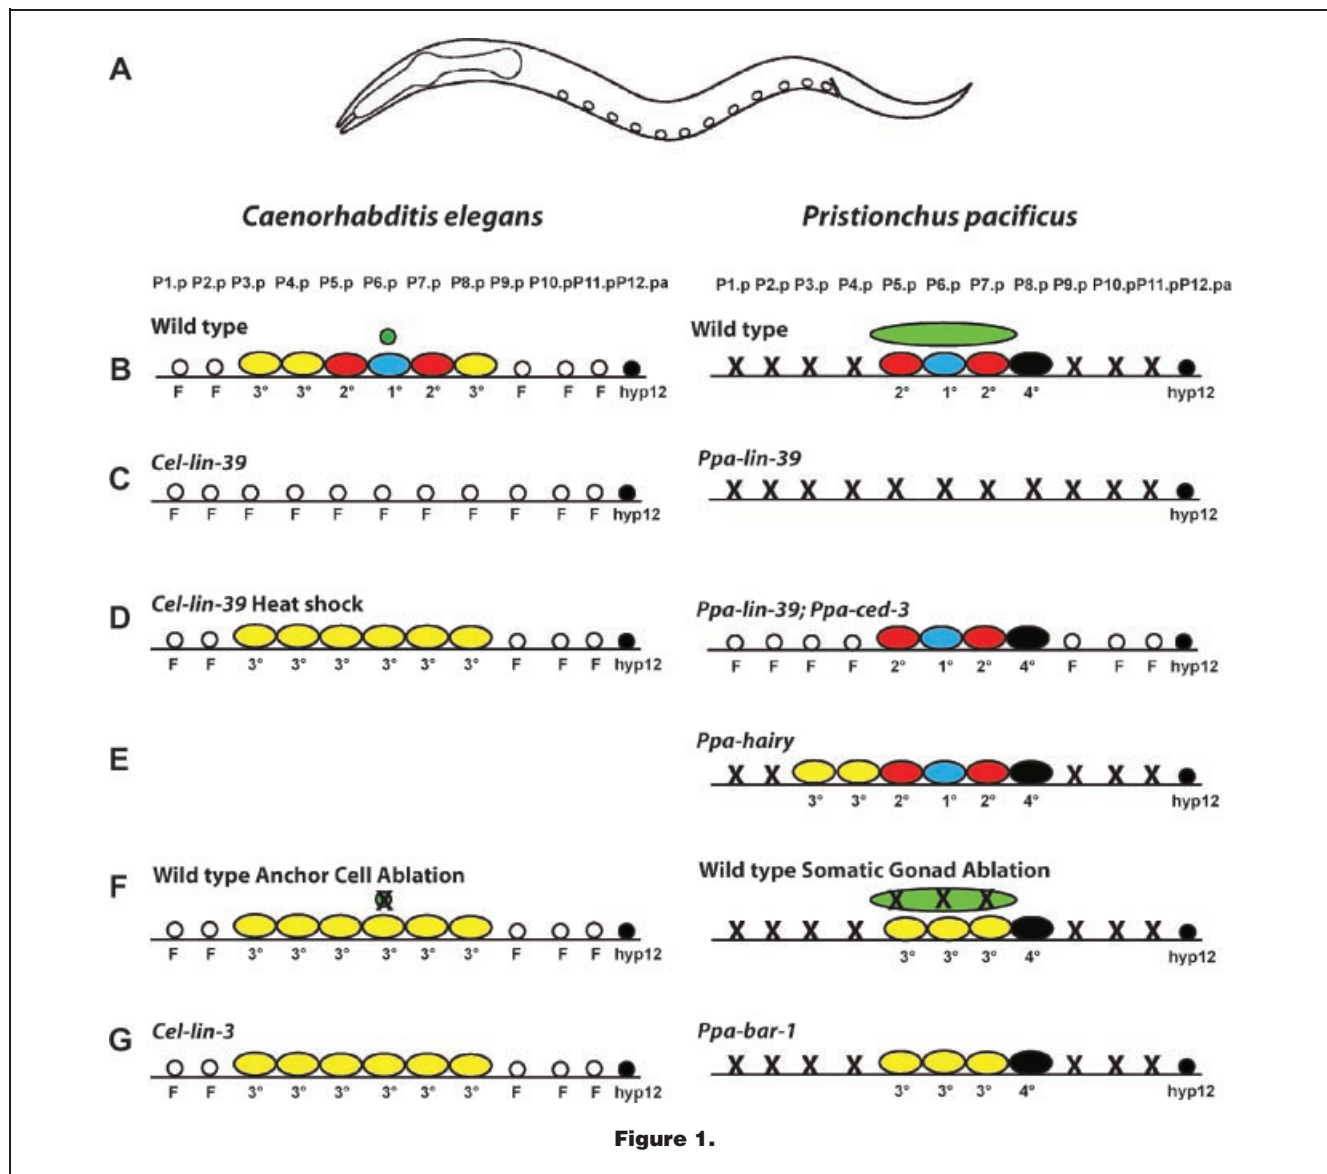 A
Caenorhabditis elegans Pristionchus pacificus
P1.p P2.p P3.p P4.p P5.p P6.p P7.p P8.p P9.p P10.pP11.pP12.pa P1.p P2.p P3.p P4.p P5.p P6.p P7.p P8.p P9.p P10.pP11.pP12.pa
Wild type Wild type
B X X X X X X X
F F 3° 3° 2° 1° 2° 3° F F F hyp12 2° 1° 2° 4° hyp12
Cel-lin-39 Ppa-lin-39
C X X X X X X X X X X X
F F F F F F F F F F F hyp12 hyp12
Cel-lin-39 Heat shock Ppa-lin-39; Ppa-ced-3
D
F F 3° 3° 3° 3° 3° 3° F F F hyp12 F F F F 2° 1° 2° 4° F F F hyp12
Ppa-hairy
E X X X X X
3° 3° 2° 1° 2° 4° hyp12
Wild type Anchor Cell Ablation Wild type Somatic Gonad Ablation
F X X X X
X X X X X X X
F F 3° 3° 3° 3° 3° 3° F F F hyp12 3° 3° 3° 4° hyp12
Cel-lin-3 Ppa-bar-1
G X X X X X X X
F F 3° 3° 3° 3° 3° 3° F F F hyp12 3° 3° 3° 4° hyp12
Figure 1.